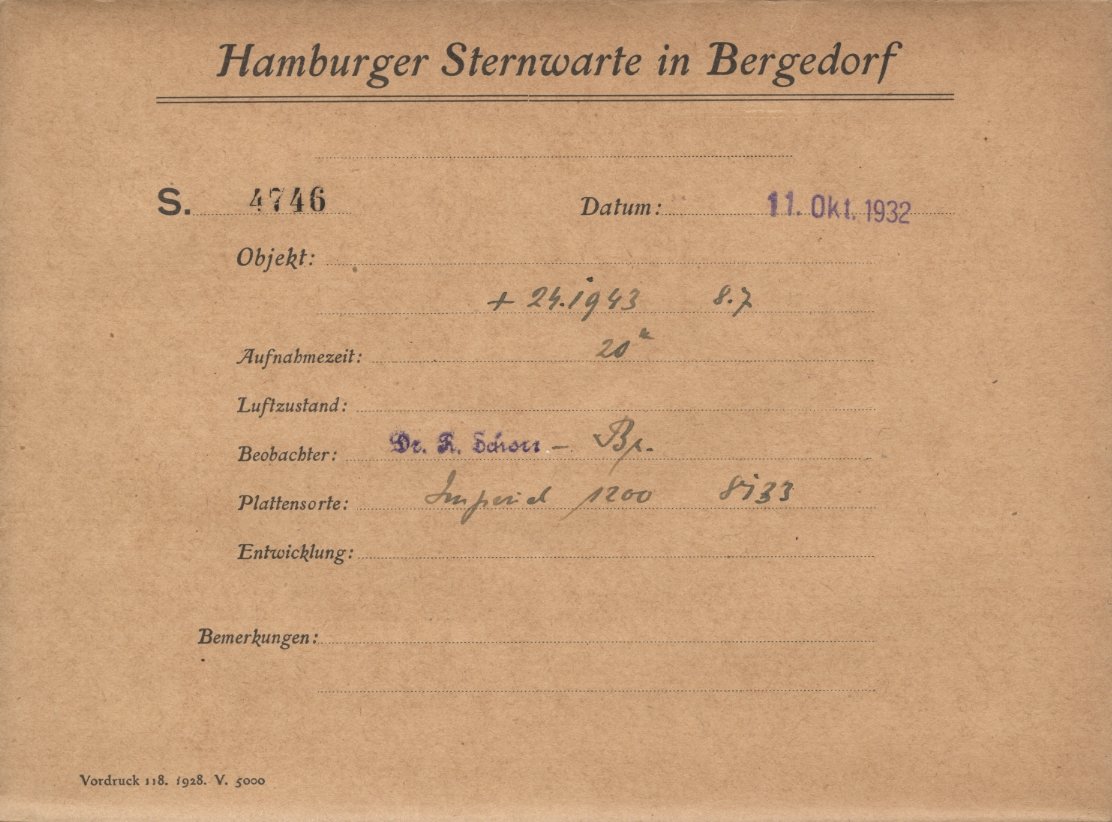 Hamburger Sternwarte in Bergedorf
S. 4746 Datum: 11. Okt. 1932
Objekt:
+ 24.1943 8.7
Aufnahmezeit: 20ᵐ
Luftzustand:
Beobachter: Dr. R. Schorr – Br.
Plattensorte: Imperial 1200 8133
Entwicklung:
Bemerkungen:
Vordruck 118. 1928. V. 5000